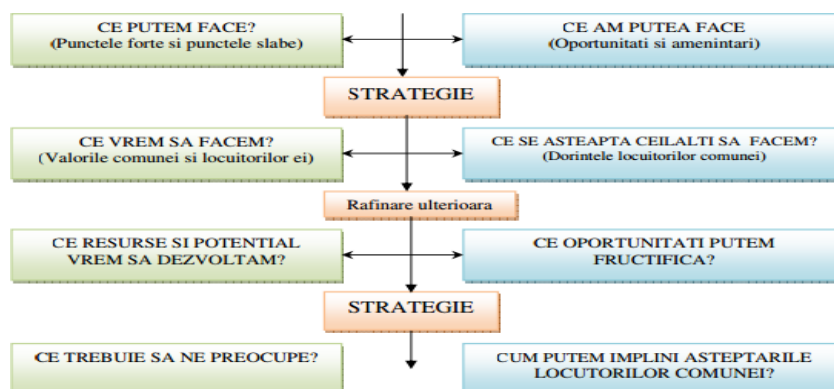 CE PUTEM FACE?
(Punctele forte si punctele slabe)
CE AM PUTEA FACE
(Oportunitati si amenintari)
STRATEGIE
CE VREM SA FACEM?
(Valorile comunei si locuitorilor ei)
CE SE ASTEAPTA CEILALTI SA FACEM?
(Dorintele locuitorilor comunei)
Rafinare ulterioara
CE RESURSE SI POTENTIAL
VREM SA DEZVOLTAM?
CE OPORTUNITATI PUTEM
FRUCTIFICA?
STRATEGIE
CE TREBUIE SA NE PREOCUPE?
CUM PUTEM IMPLINI ASTEPTARILE
LOCUTORILOR COMUNEI?